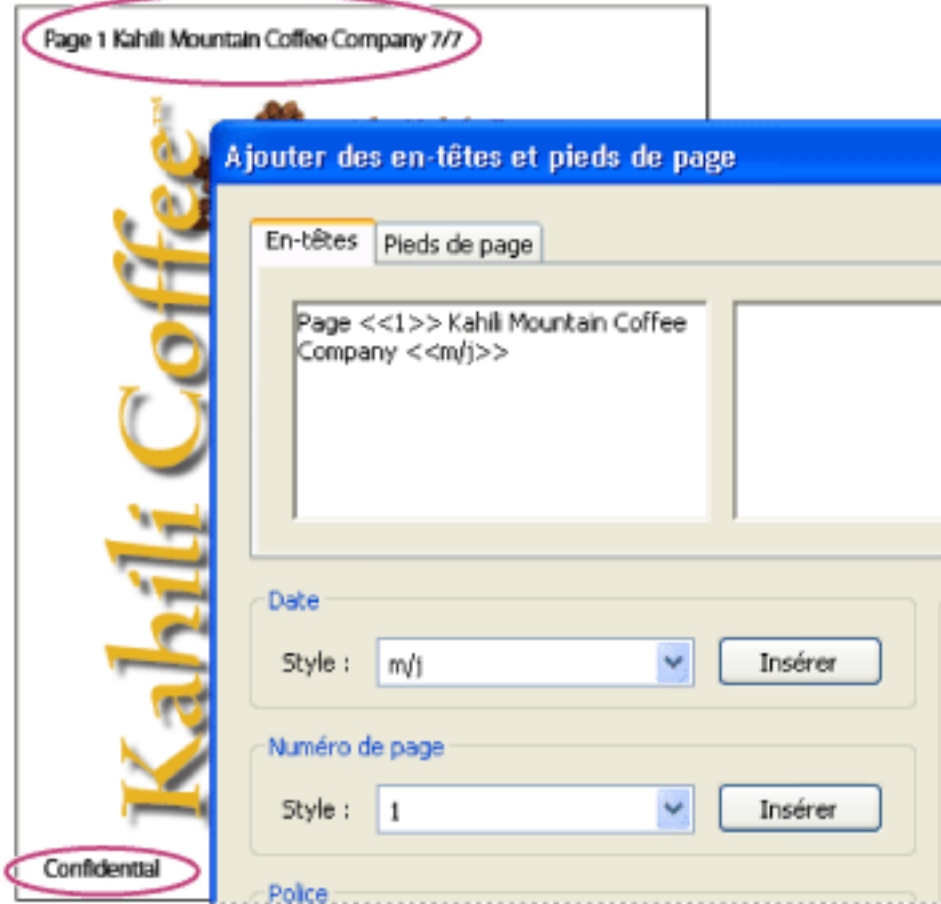 Page 1 Kahili Mountain Coffee Company 7/7
Kahili Coffee™
Ajouter des en-têtes et pieds de page
En-têtes
Pieds de page
Page <<1>> Kahili Mountain Coffee
Company <<m/j>>
Date
Style : m/j Insérer
Numéro de page
Style : 1 Insérer
Police
Confidential